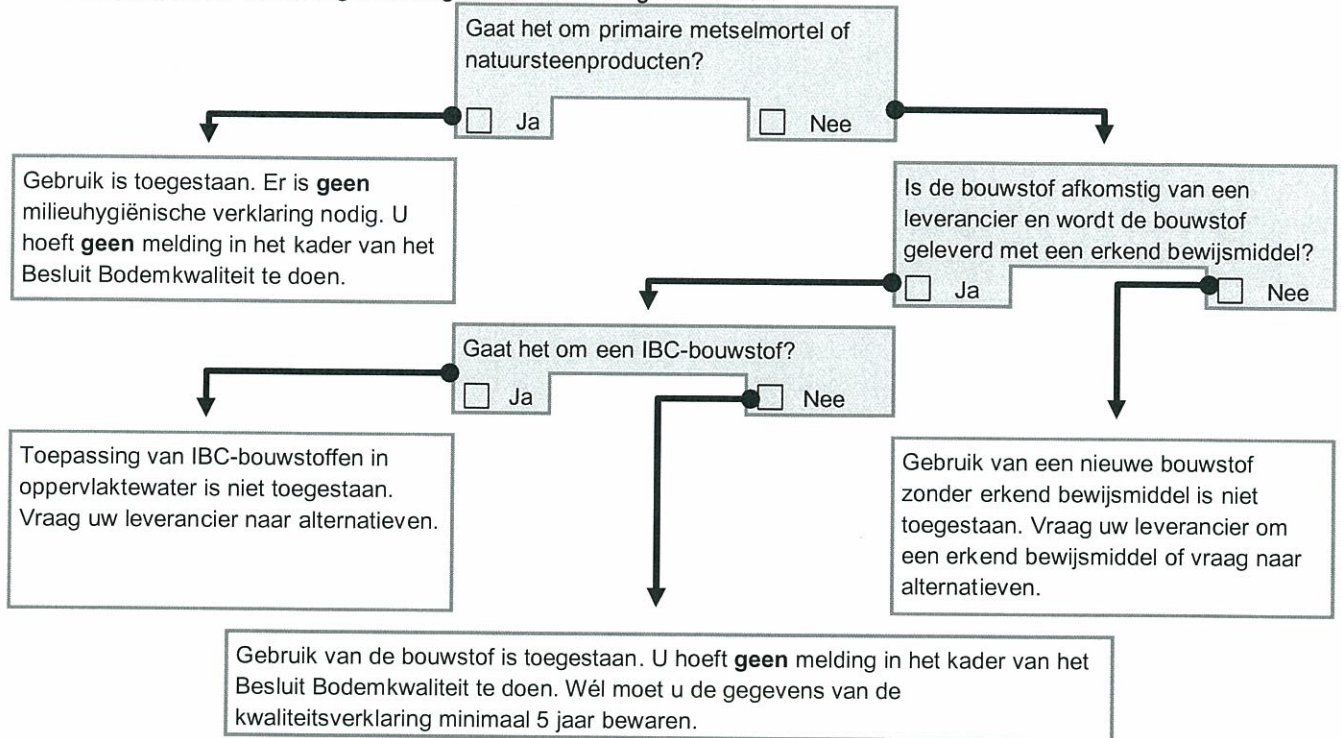 Gaat het om primaire metselmortel of
natuursteenproducten?
Ja
Nee
Gebruik is toegestaan. Er is geen
milieuhygiënische verklaring nodig. U
hoeft geen melding in het kader van het
Besluit Bodemkwaliteit te doen.
Is de bouwstof afkomstig van een
leverancier en wordt de bouwstof
geleverd met een erkend bewijsmiddel?
Ja
Nee
Gaat het om een IBC-bouwstof?
Ja
Nee
Toepassing van IBC-bouwstoffen in
oppervlaktewater is niet toegestaan.
Vraag uw leverancier naar alternatieven.
Gebruik van een nieuwe bouwstof
zonder erkend bewijsmiddel is niet
toegestaan. Vraag uw leverancier om
een erkend bewijsmiddel of vraag naar
alternatieven.
Gebruik van de bouwstof is toegestaan. U hoeft geen melding in het kader van het
Besluit Bodemkwaliteit te doen. Wél moet u de gegevens van de
kwaliteitsverklaring minimaal 5 jaar bewaren.